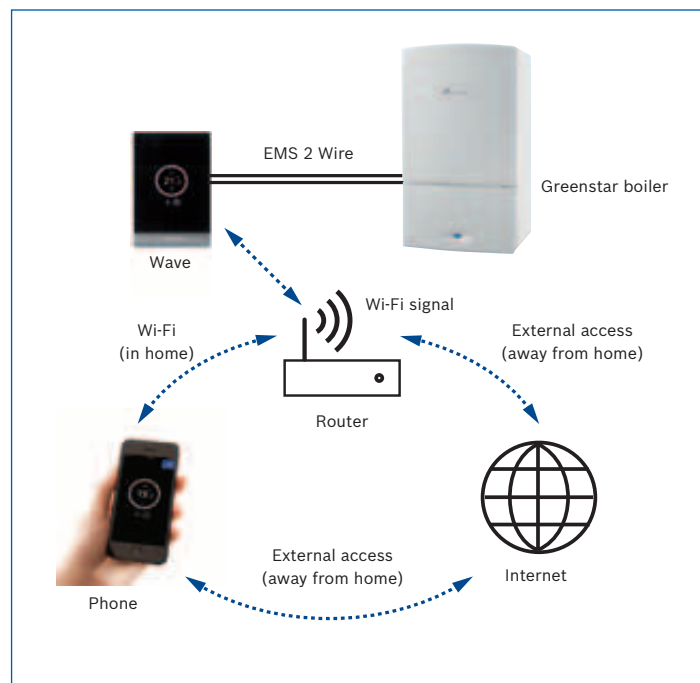 EMS 2 Wire
Greenstar boiler
Wave
Wi-Fi signal
Wi-Fi
(in home)
External access
(away from home)
Router
External access
(away from home)
Internet
Phone